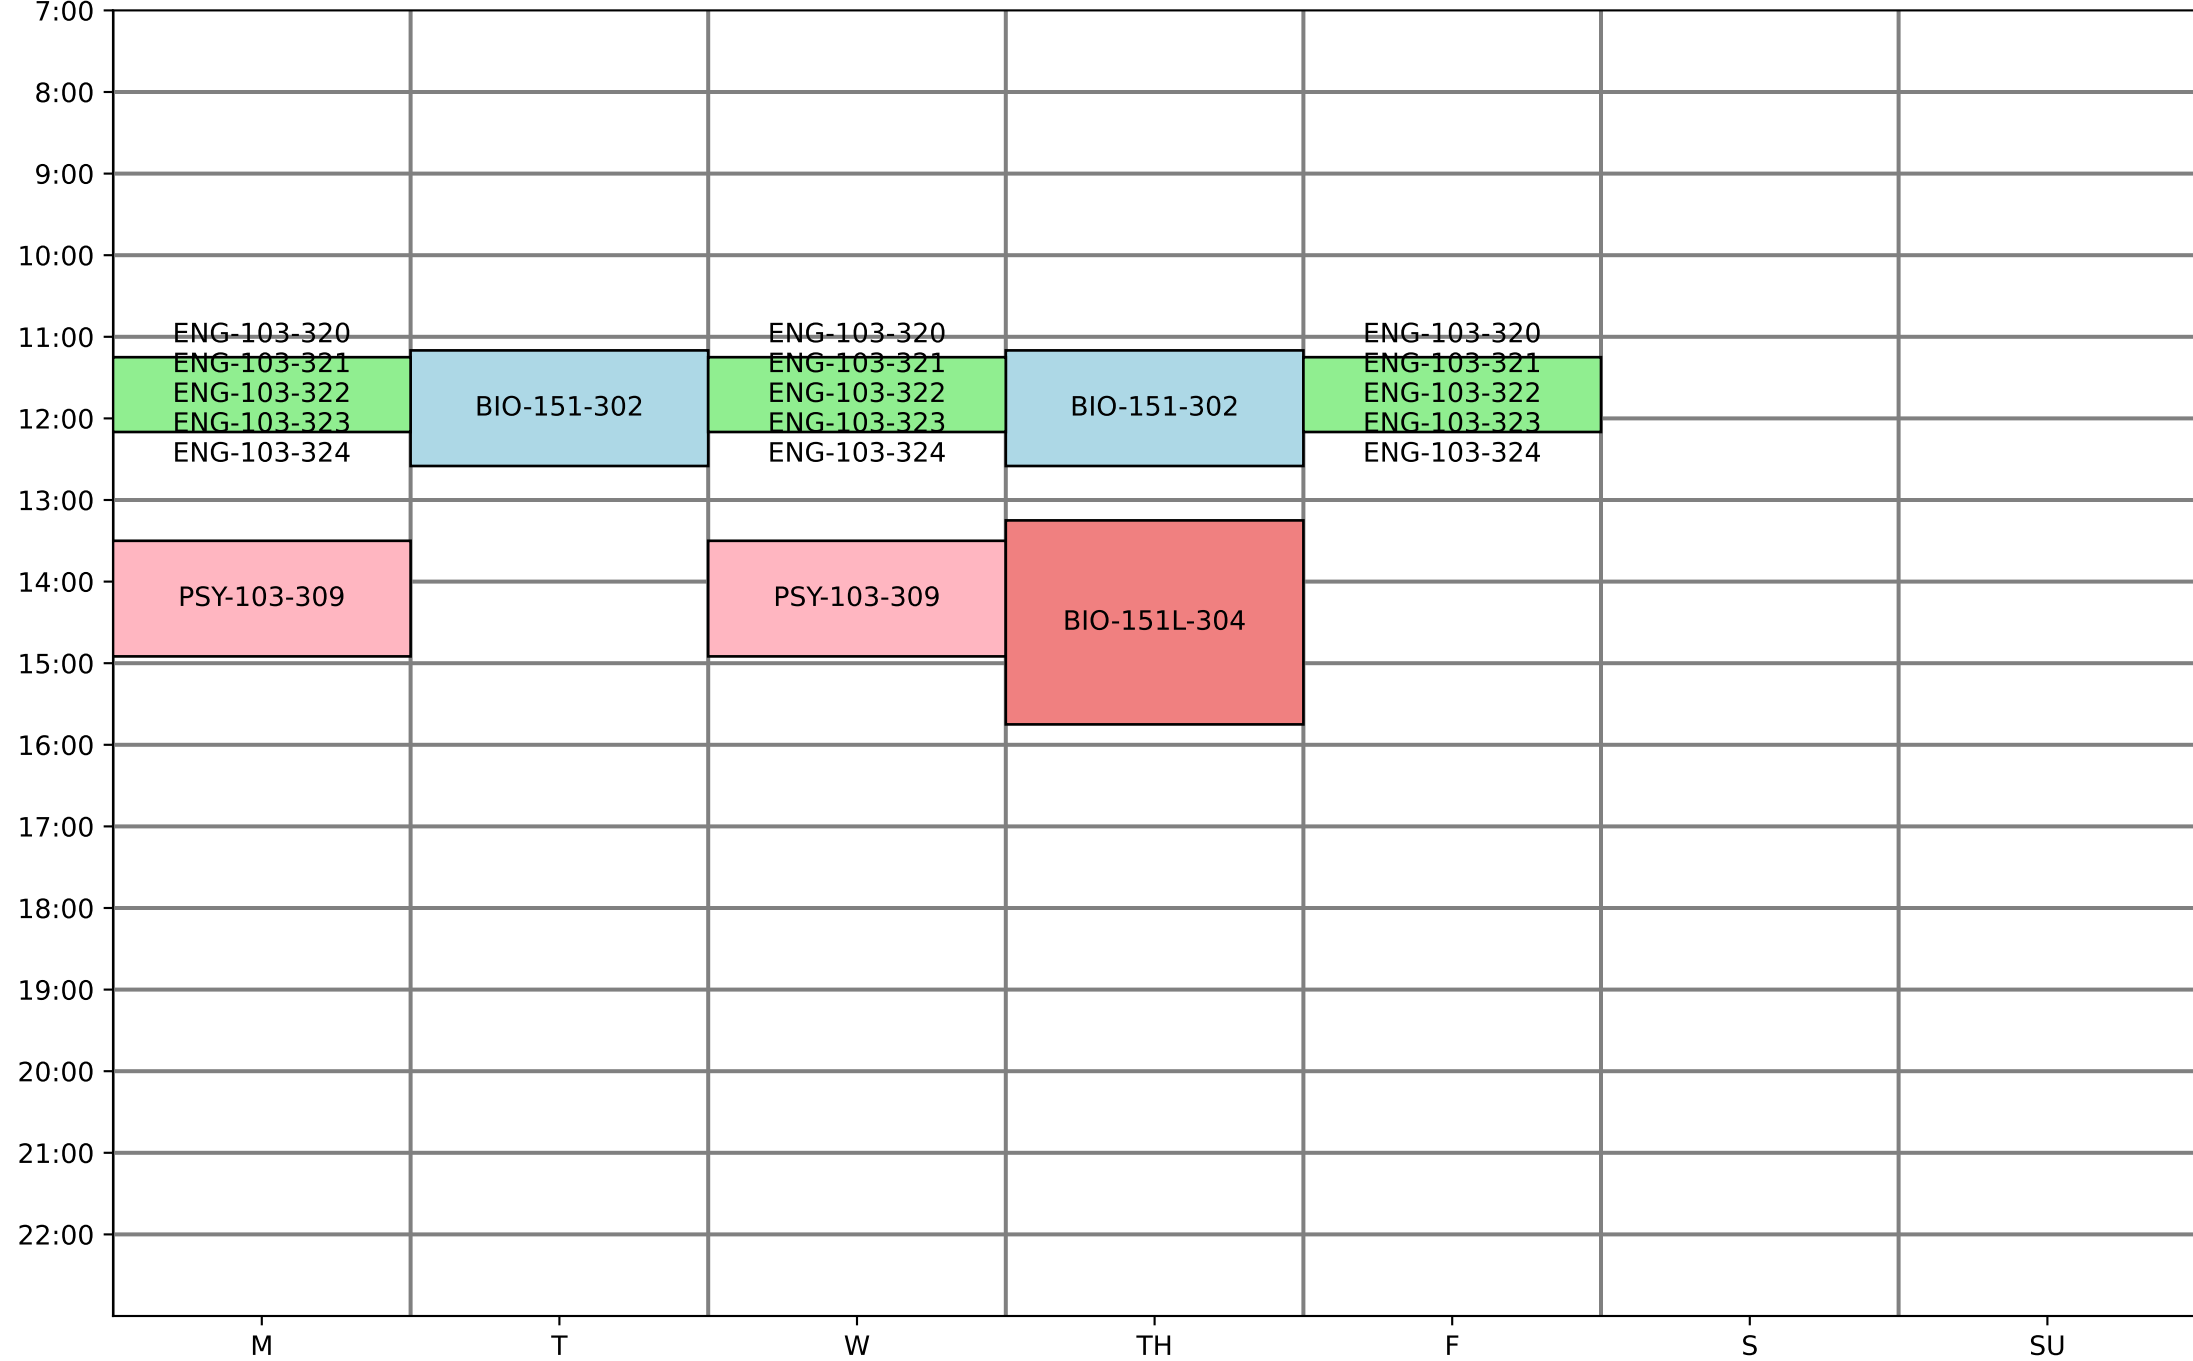 7:00
8:00
9:00
10:00
11:00
12:00
13:00
14:00
15:00
16:00
17:00
18:00
19:00
20:00
21:00
22:00
ENG-103-320
ENG-103-321
ENG-103-322
ENG-103-323
ENG-103-324
PSY-103-309
BIO-151-302
ENG-103-320
ENG-103-321
ENG-103-322
ENG-103-323
ENG-103-324
PSY-103-309
BIO-151-302
BIO-151L-304
ENG-103-320
ENG-103-321
ENG-103-322
ENG-103-323
ENG-103-324
M T W TH F S SU